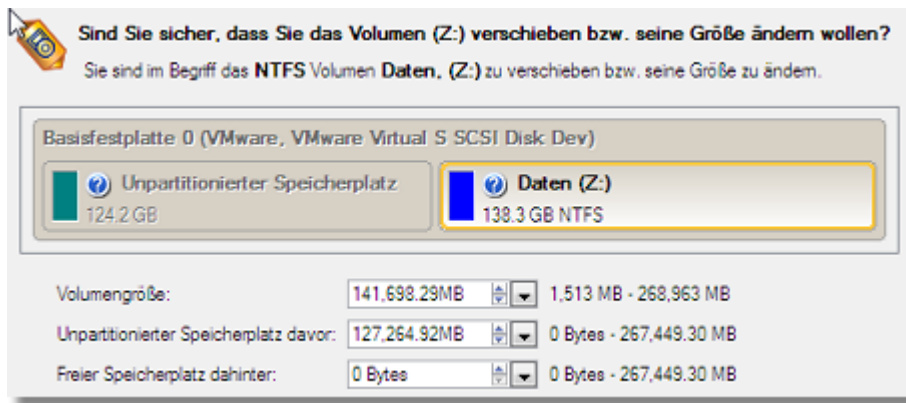 Sind Sie sicher, dass Sie das Volumen (Z:) verschieben bzw. seine Größe ändern wollen?
Sie sind im Begriff das NTFS Volumen Daten, (Z:) zu verschieben bzw. seine Größe zu ändern.
Basisfestplatte 0 (VMware, VMware Virtual S SCSI Disk Dev)
Unpartitionierter Speicherplatz
124.2 GB
Daten (Z:)
138.3 GB NTFS
Volumengröße: 141,698.29MB 1,513 MB - 268,963 MB
Unpartitionierter Speicherplatz davor: 127,264.92MB 0 Bytes - 267,449.30 MB
Freier Speicherplatz dahinter: 0 Bytes 0 Bytes - 267,449.30 MB